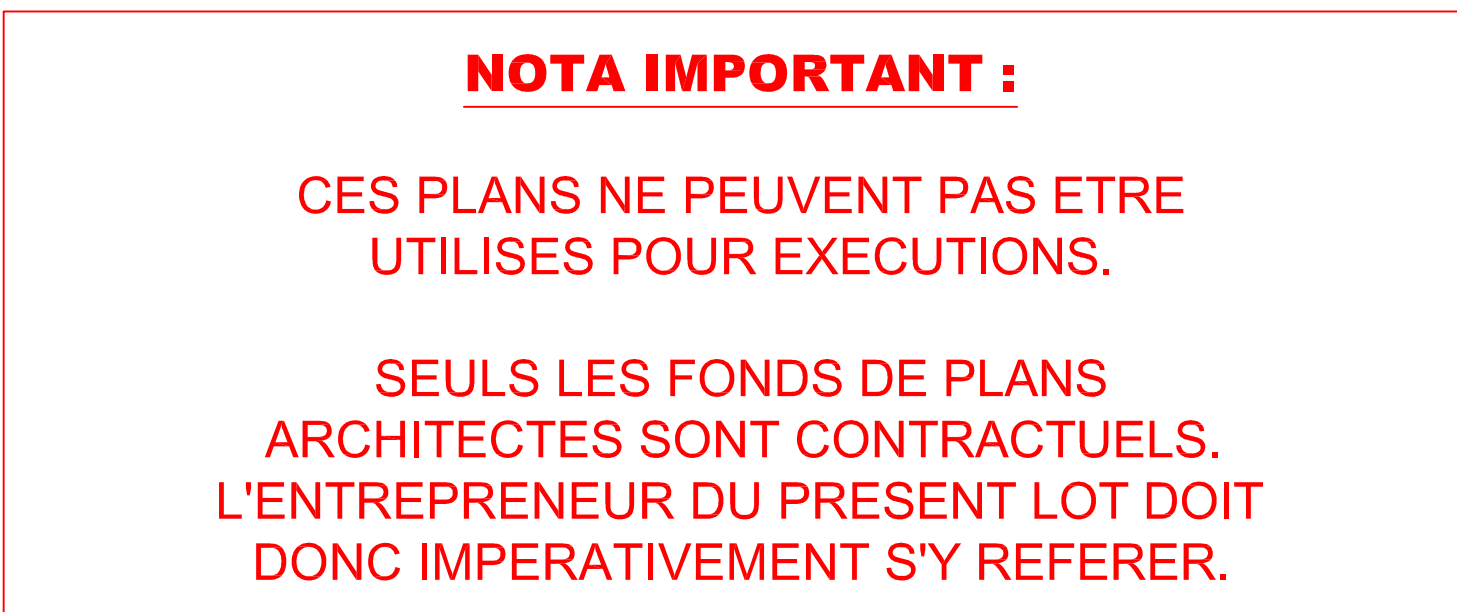 NOTA IMPORTANT :
CES PLANS NE PEUVENT PAS ETRE
UTILISES POUR EXECUTIONS.
SEULS LES FONDS DE PLANS
ARCHITECTES SONT CONTRACTUELS.
L'ENTREPRENEUR DU PRESENT LOT DOIT
DONC IMPERATIVEMENT S'Y REFERER.